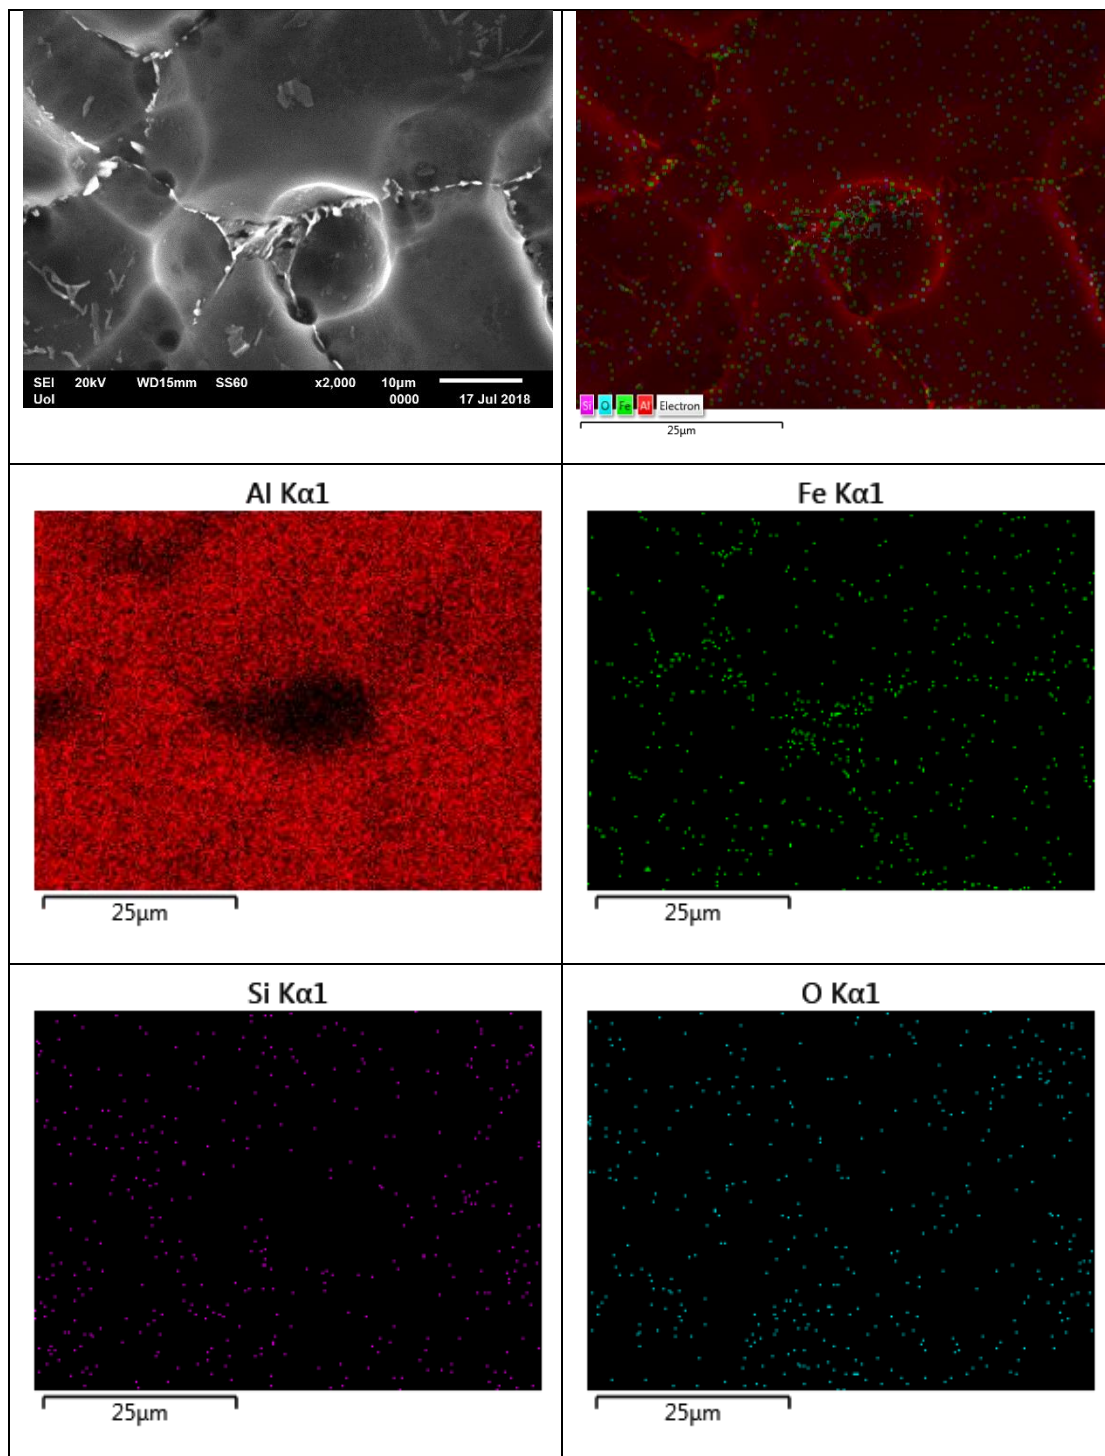 SEI 20kV WD15mm SS60 x2,000 10µm
UoI 0000 17 Jul 2018
Si O Fe Al Electron
25µm
Al Kα1
Fe Kα1
25µm
25µm
Si Kα1
O Kα1
25µm
25µm